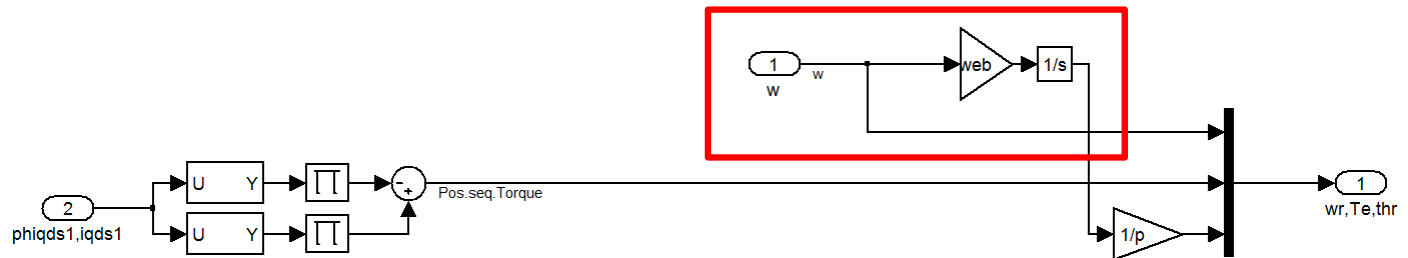 1
w
w
web
1/s
2
phiqds1,iqds1
U Y
U Y
∏
∏
-
+
Pos.seq.Torque
1/p
1
wr,Te,thr